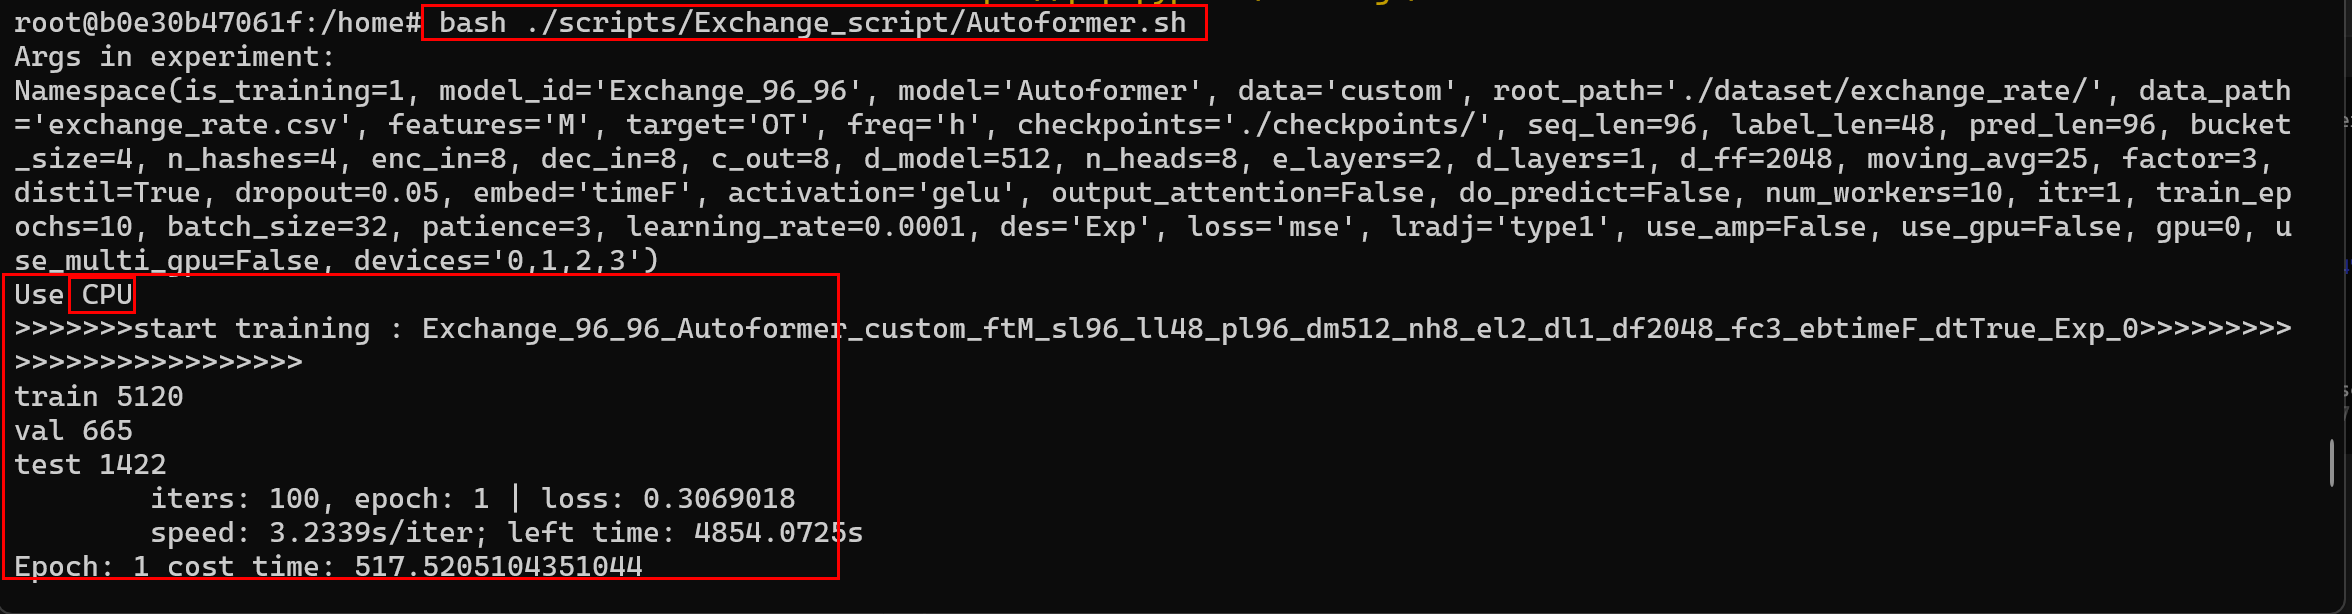 root@b0e30b47061f:/home# bash ./scripts/Exchange_script/Autoformer.sh
Args in experiment:
Namespace(is_training=1, model_id='Exchange_96_96', model='Autoformer', data='custom', root_path='./dataset/exchange_rate/', data_path
='exchange_rate.csv', features='M', target='OT', freq='h', checkpoints='./checkpoints/', seq_len=96, label_len=48, pred_len=96, bucket
_size=4, n_hashes=4, enc_in=8, dec_in=8, c_out=8, d_model=512, n_heads=8, e_layers=2, d_layers=1, d_ff=2048, moving_avg=25, factor=3,
distil=True, dropout=0.05, embed='timeF', activation='gelu', output_attention=False, do_predict=False, num_workers=10, itr=1, train_ep
ochs=10, batch_size=32, patience=3, learning_rate=0.0001, des='Exp', loss='mse', lradj='type1', use_amp=False, use_gpu=False, gpu=0, u
se_multi_gpu=False, devices='0,1,2,3')
Use CPU
>>>>>>>start training : Exchange_96_96_Autoformer_custom_ftM_sl96_ll48_pl96_dm512_nh8_el2_dl1_df2048_fc3_ebtimeF_dtTrue_Exp_0>>>>>>>>>
>>>>>>>>>>>>>>>>>
train 5120
val 665
test 1422
iters: 100, epoch: 1 | loss: 0.3069018
speed: 3.2339s/iter; left time: 4854.0725s
Epoch: 1 cost time: 517.5205104351044